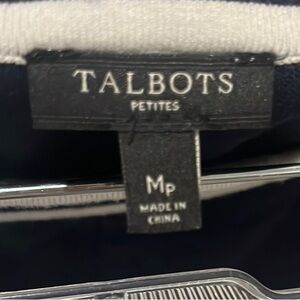 TALBOTS
PETITES
MP
MADE IN
CHINA